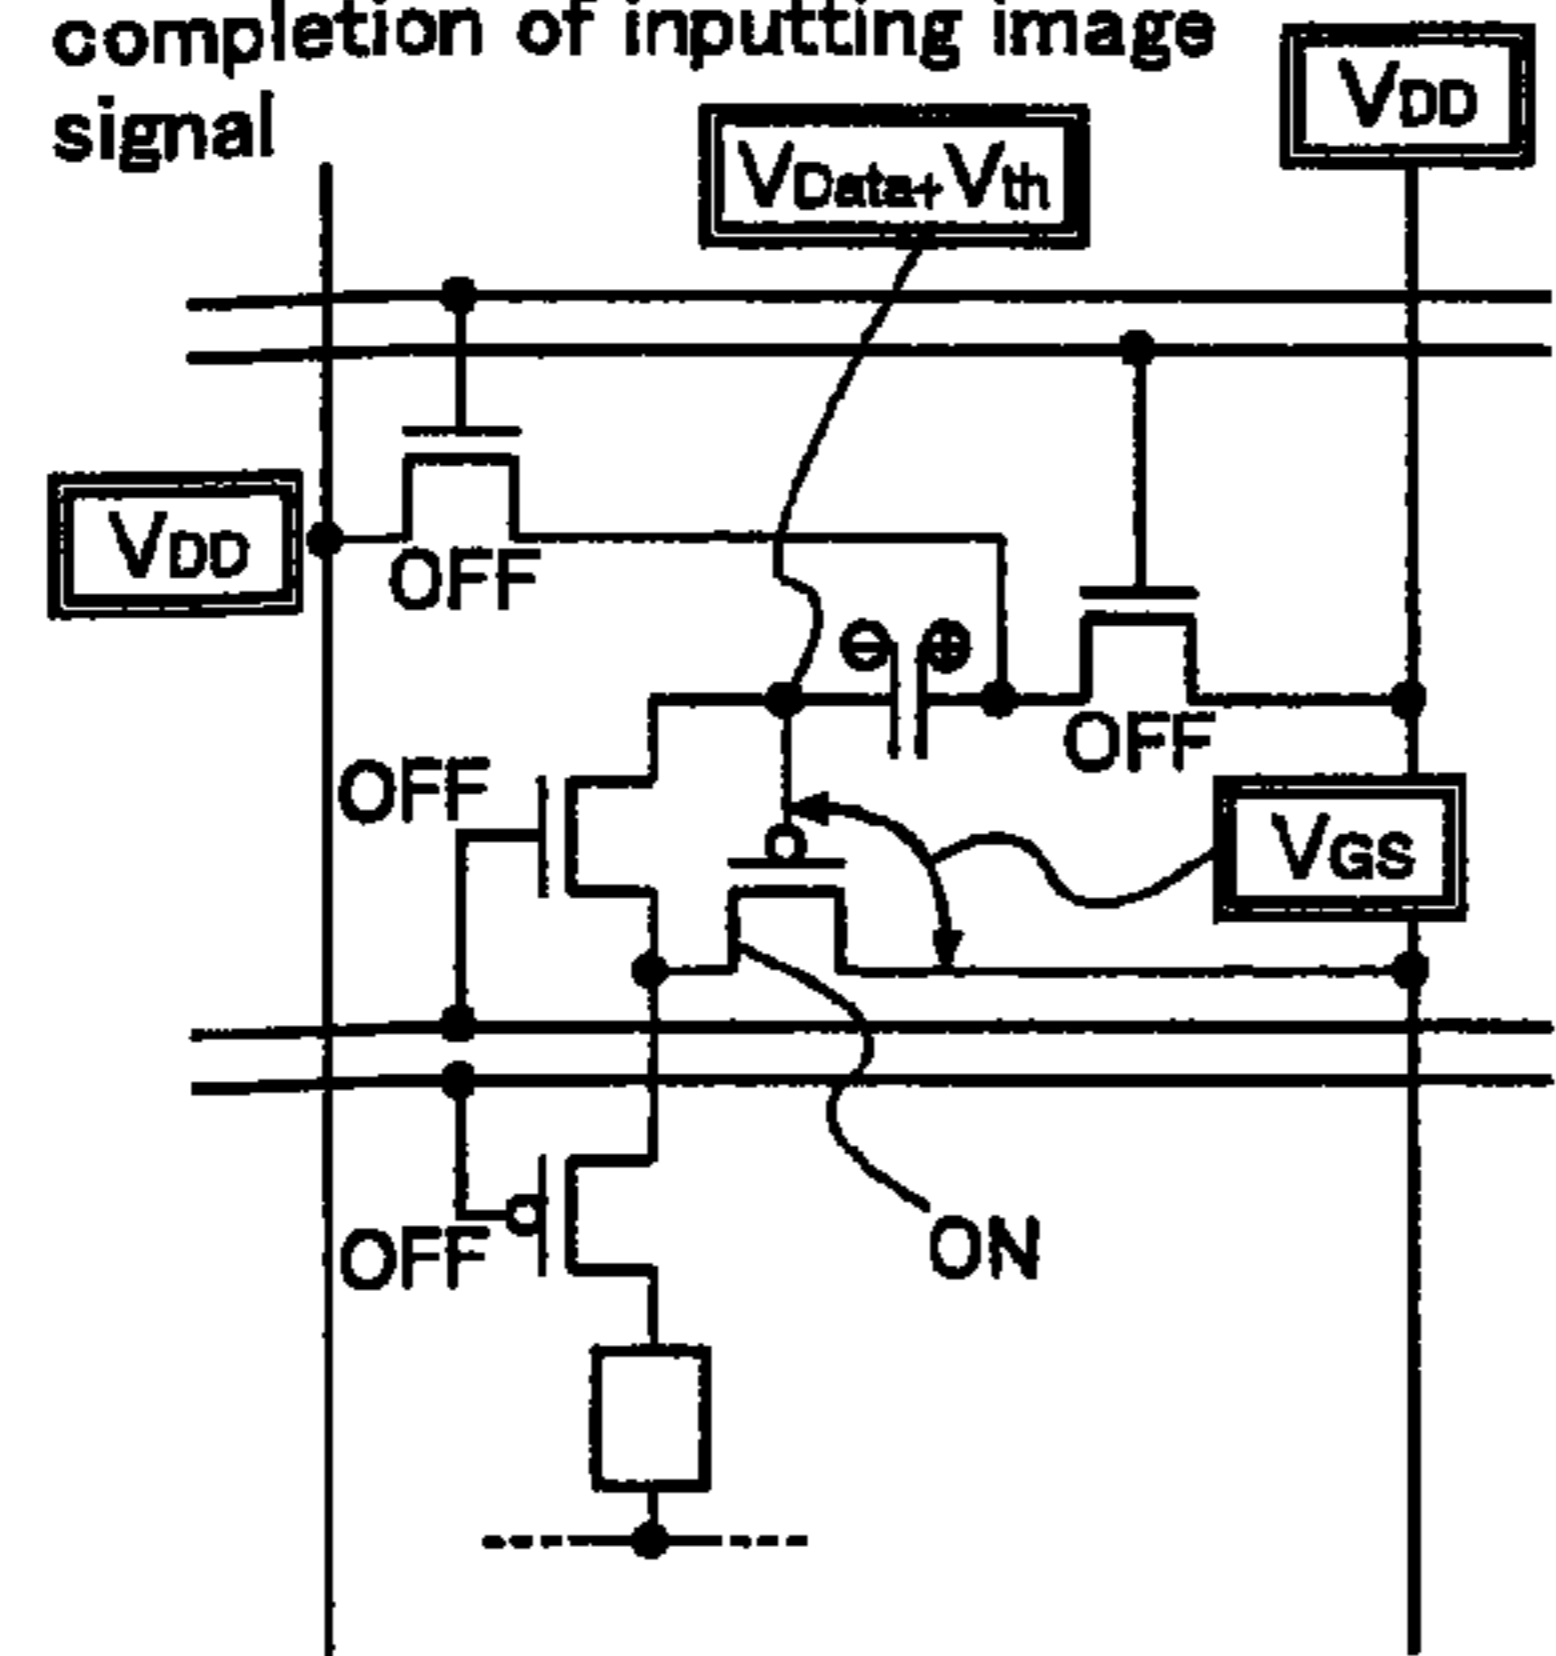 completion of inputting image
signal
VDD
VData+Vth
VDD
OFF
OFF
OFF
VGS
OFF
ON